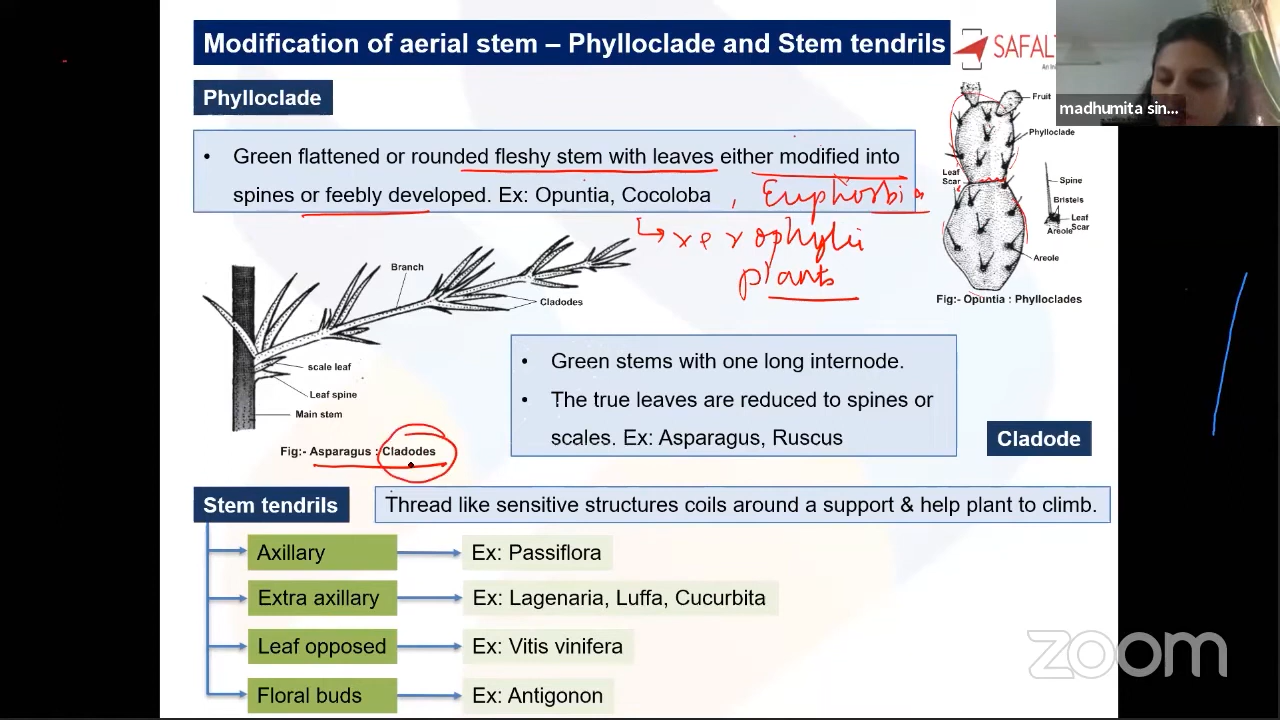 Modification of aerial stem – Phylloclade and Stem tendrils
SAFAL
An
madhumita sin...
Phylloclade
• Green flattened or rounded fleshy stem with leaves either modified into
spines or feebly developed. Ex: Opuntia, Cocoloba , Euphorbia
xerophytic
plants
Fruit
Phylloclade
Leaf
Scar
Spine
Bristels
Leaf
Scar
Areole
Areole
Fig:- Opuntia : Phylloclades
Branch
Cladodes
scale leaf
Leaf spine
Main stem
Fig:- Asparagus : Cladodes
• Green stems with one long internode.
• The true leaves are reduced to spines or
scales. Ex: Asparagus, Ruscus
Cladode
Stem tendrils
Thread like sensitive structures coils around a support & help plant to climb.
Axillary
Ex: Passiflora
Extra axillary
Ex: Lagenaria, Luffa, Cucurbita
Leaf opposed
Ex: Vitis vinifera
Floral buds
Ex: Antigonon
zoom